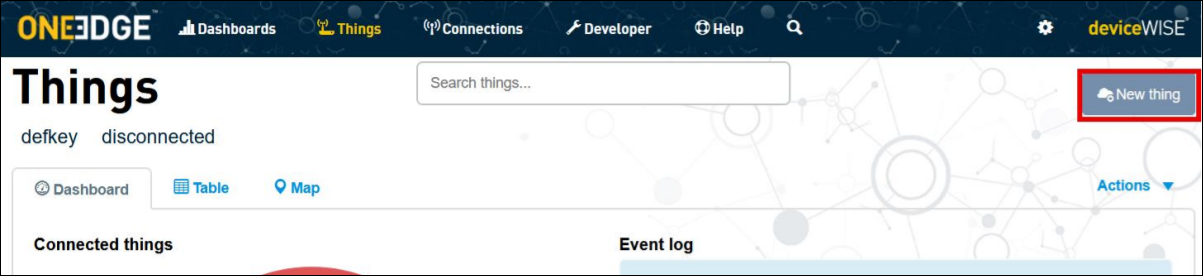 ONEEDGE™ Dashboards Things Connections Developer Help deviceWISE®
Things
Search things...
New thing
defkey disconnected
Dashboard Table Map Actions
Connected things Event log